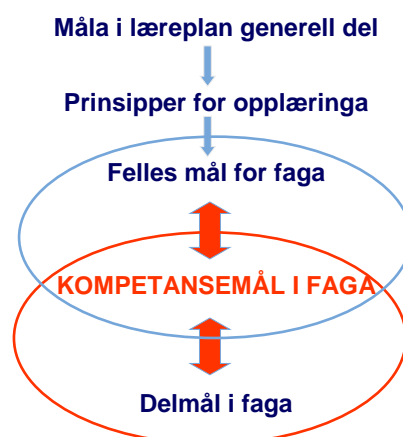 Måla i læreplan generell del
Prinsipper for opplæringa
Felles mål for faga
KOMPETANSEMÅL I FAGA
Delmål i faga